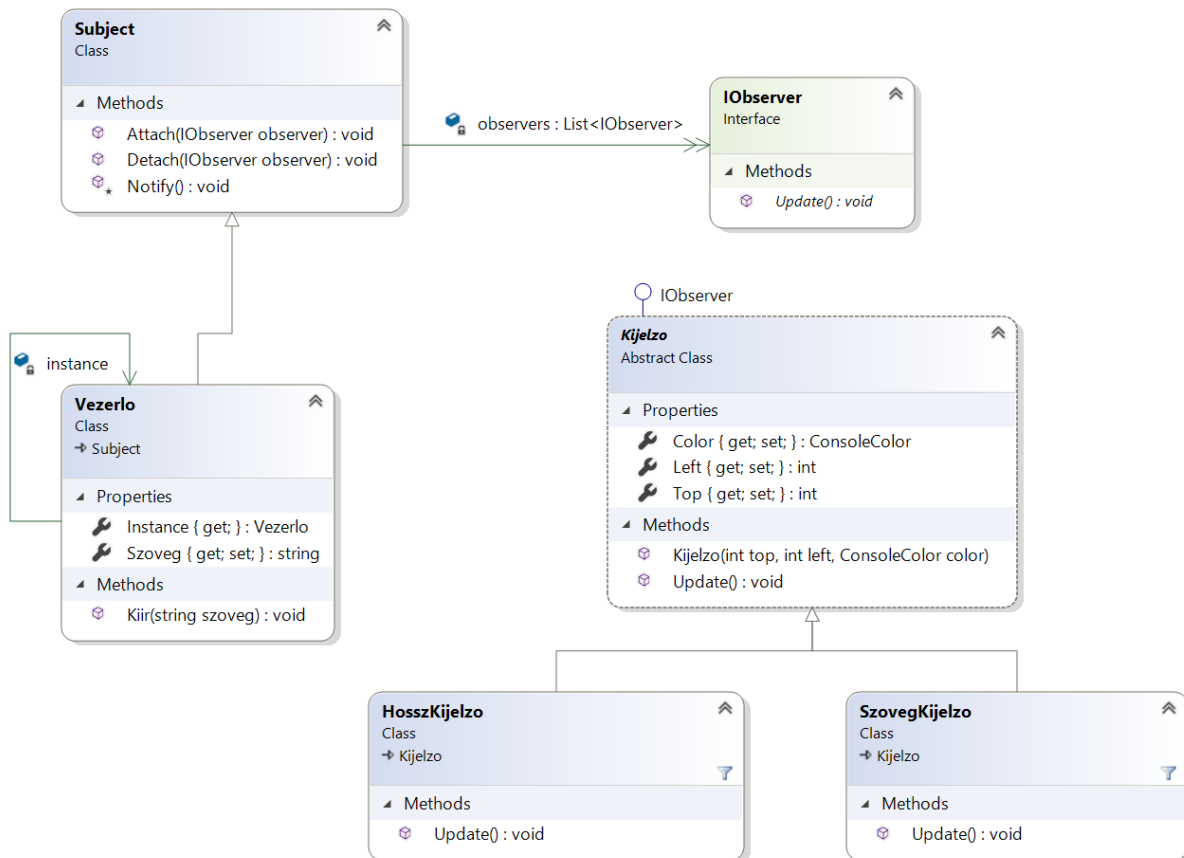 Subject
Class
Methods
Attach(IObserver observer) : void
Detach(IObserver observer) : void
Notify() : void
observers : List<IObserver>
IObserver
Interface
Methods
Update() : void
instance
Vezerlo
Class
Subject
Properties
Instance { get; } : Vezerlo
Szoveg { get; set; } : string
Methods
Kiir(string szoveg) : void
IObserver
Kijelzo
Abstract Class
Properties
Color { get; set; } : ConsoleColor
Left { get; set; } : int
Top { get; set; } : int
Methods
Kijelzo(int top, int left, ConsoleColor color)
Update() : void
HosszKijelzo
Class
Kijelzo
Methods
Update() : void
SzovegKijelzo
Class
Kijelzo
Methods
Update() : void